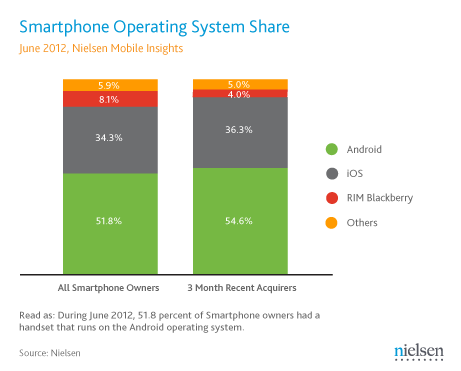 Smartphone Operating System Share
June 2012, Nielsen Mobile Insights
5.9%
8.1%
34.3%
51.8%
5.0%
4.0%
36.3%
54.6%
Android
iOS
RIM Blackberry
Others
All Smartphone Owners
3 Month Recent Acquirers
Read as: During June 2012, 51.8 percent of Smartphone owners had a
handset that runs on the Android operating system.
Source: Nielsen
nielsen